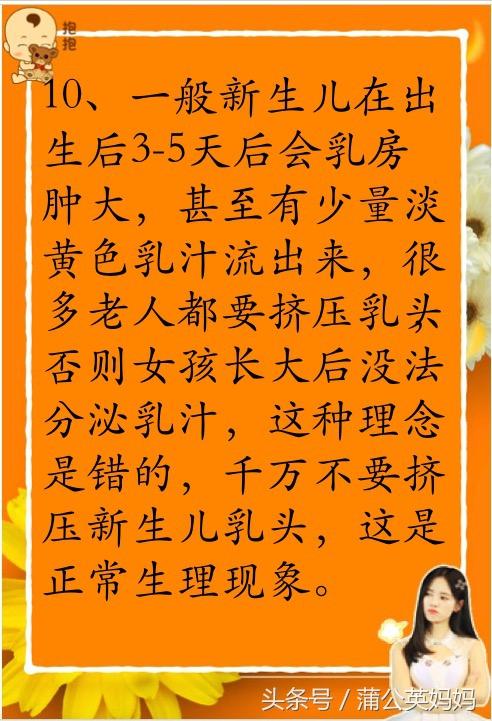 抱抱
10、一般新生儿在出
生后3-5天后会乳房
肿大，甚至有少量淡
黄色乳汁流出来，很
多老人都要挤压乳头，
否则女孩长大后没法
分泌乳汁，这种理念
是错的，千万不要挤
压新生儿乳头，这是
正常生理现象。
头条号 / 蒲公英妈妈